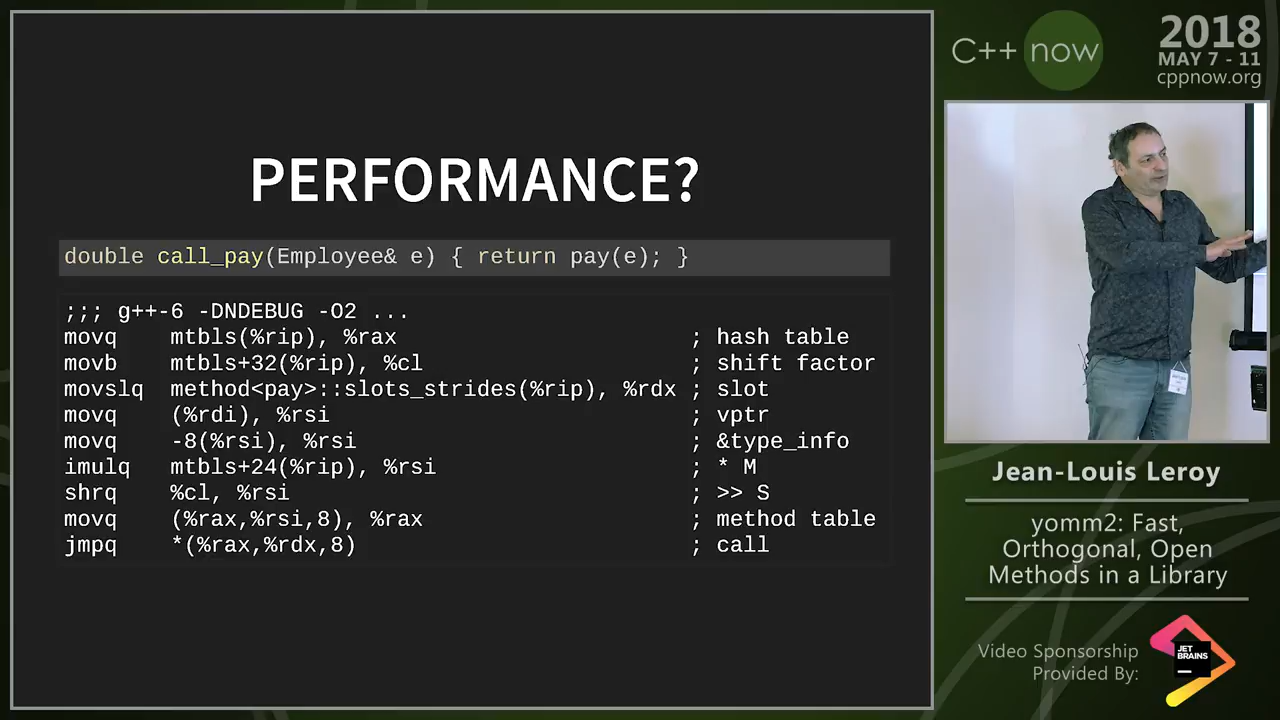 PERFORMANCE?
double call_pay(Employee& e) { return pay(e); }
;;; g++-6 -DNDEBUG -O2 ...
movq mtbls(%rip), %rax ; hash table
movb mtbls+32(%rip), %cl ; shift factor
movslq method<pay>::slots_strides(%rip), %rdx ; slot
movq (%rdi), %rsi ; vptr
movq -8(%rsi), %rsi ; &type_info
imulq mtbls+24(%rip), %rsi ; * M
shrq %cl, %rsi ; >> S
movq (%rax,%rsi,8), %rax ; method table
jmpq *(%rax,%rdx,8) ; call
C++ now
2018
MAY 7 - 11
cppnow.org
Jean-Louis Leroy
yomm2: Fast,
Orthogonal, Open
Methods in a Library
Video Sponsorship
Provided By:
JET
BRAINS